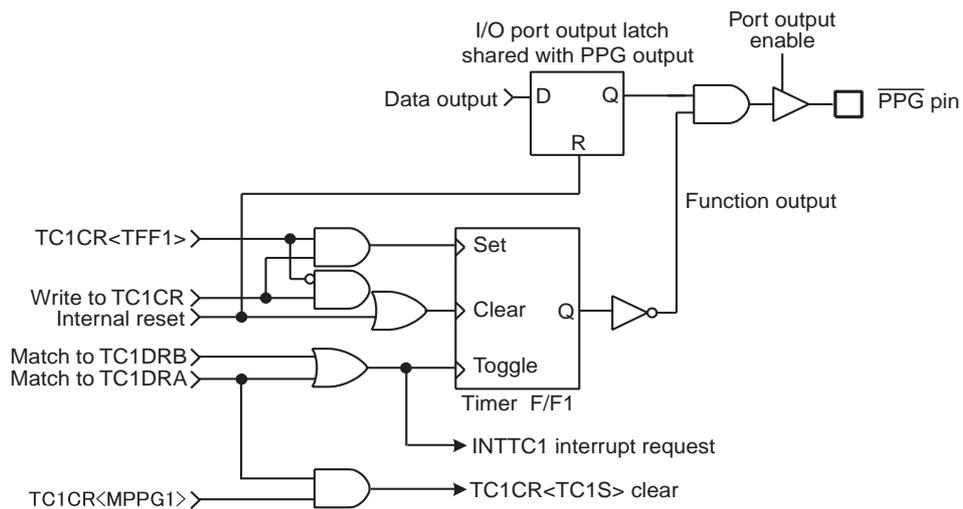 I/O port output latch
shared with PPG output
Port output
enable
Data output
D
Q
R
PPG pin
Function output
TC1CR<TFF1>
Set
Write to TC1CR
Internal reset
Clear
Q
Match to TC1DRB
Match to TC1DRA
Toggle
Timer F/F1
INTTC1 interrupt request
TC1CR<MPPG1>
TC1CR<TC1S> clear